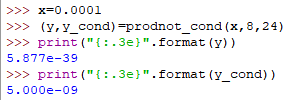 >>> x=0.0001
>>> (y,y_cond)=prodnot_cond(x,8,24)
>>> print("{:.3e}".format(y))
5.877e-39
>>> print("{:.3e}".format(y_cond))
5.000e-09